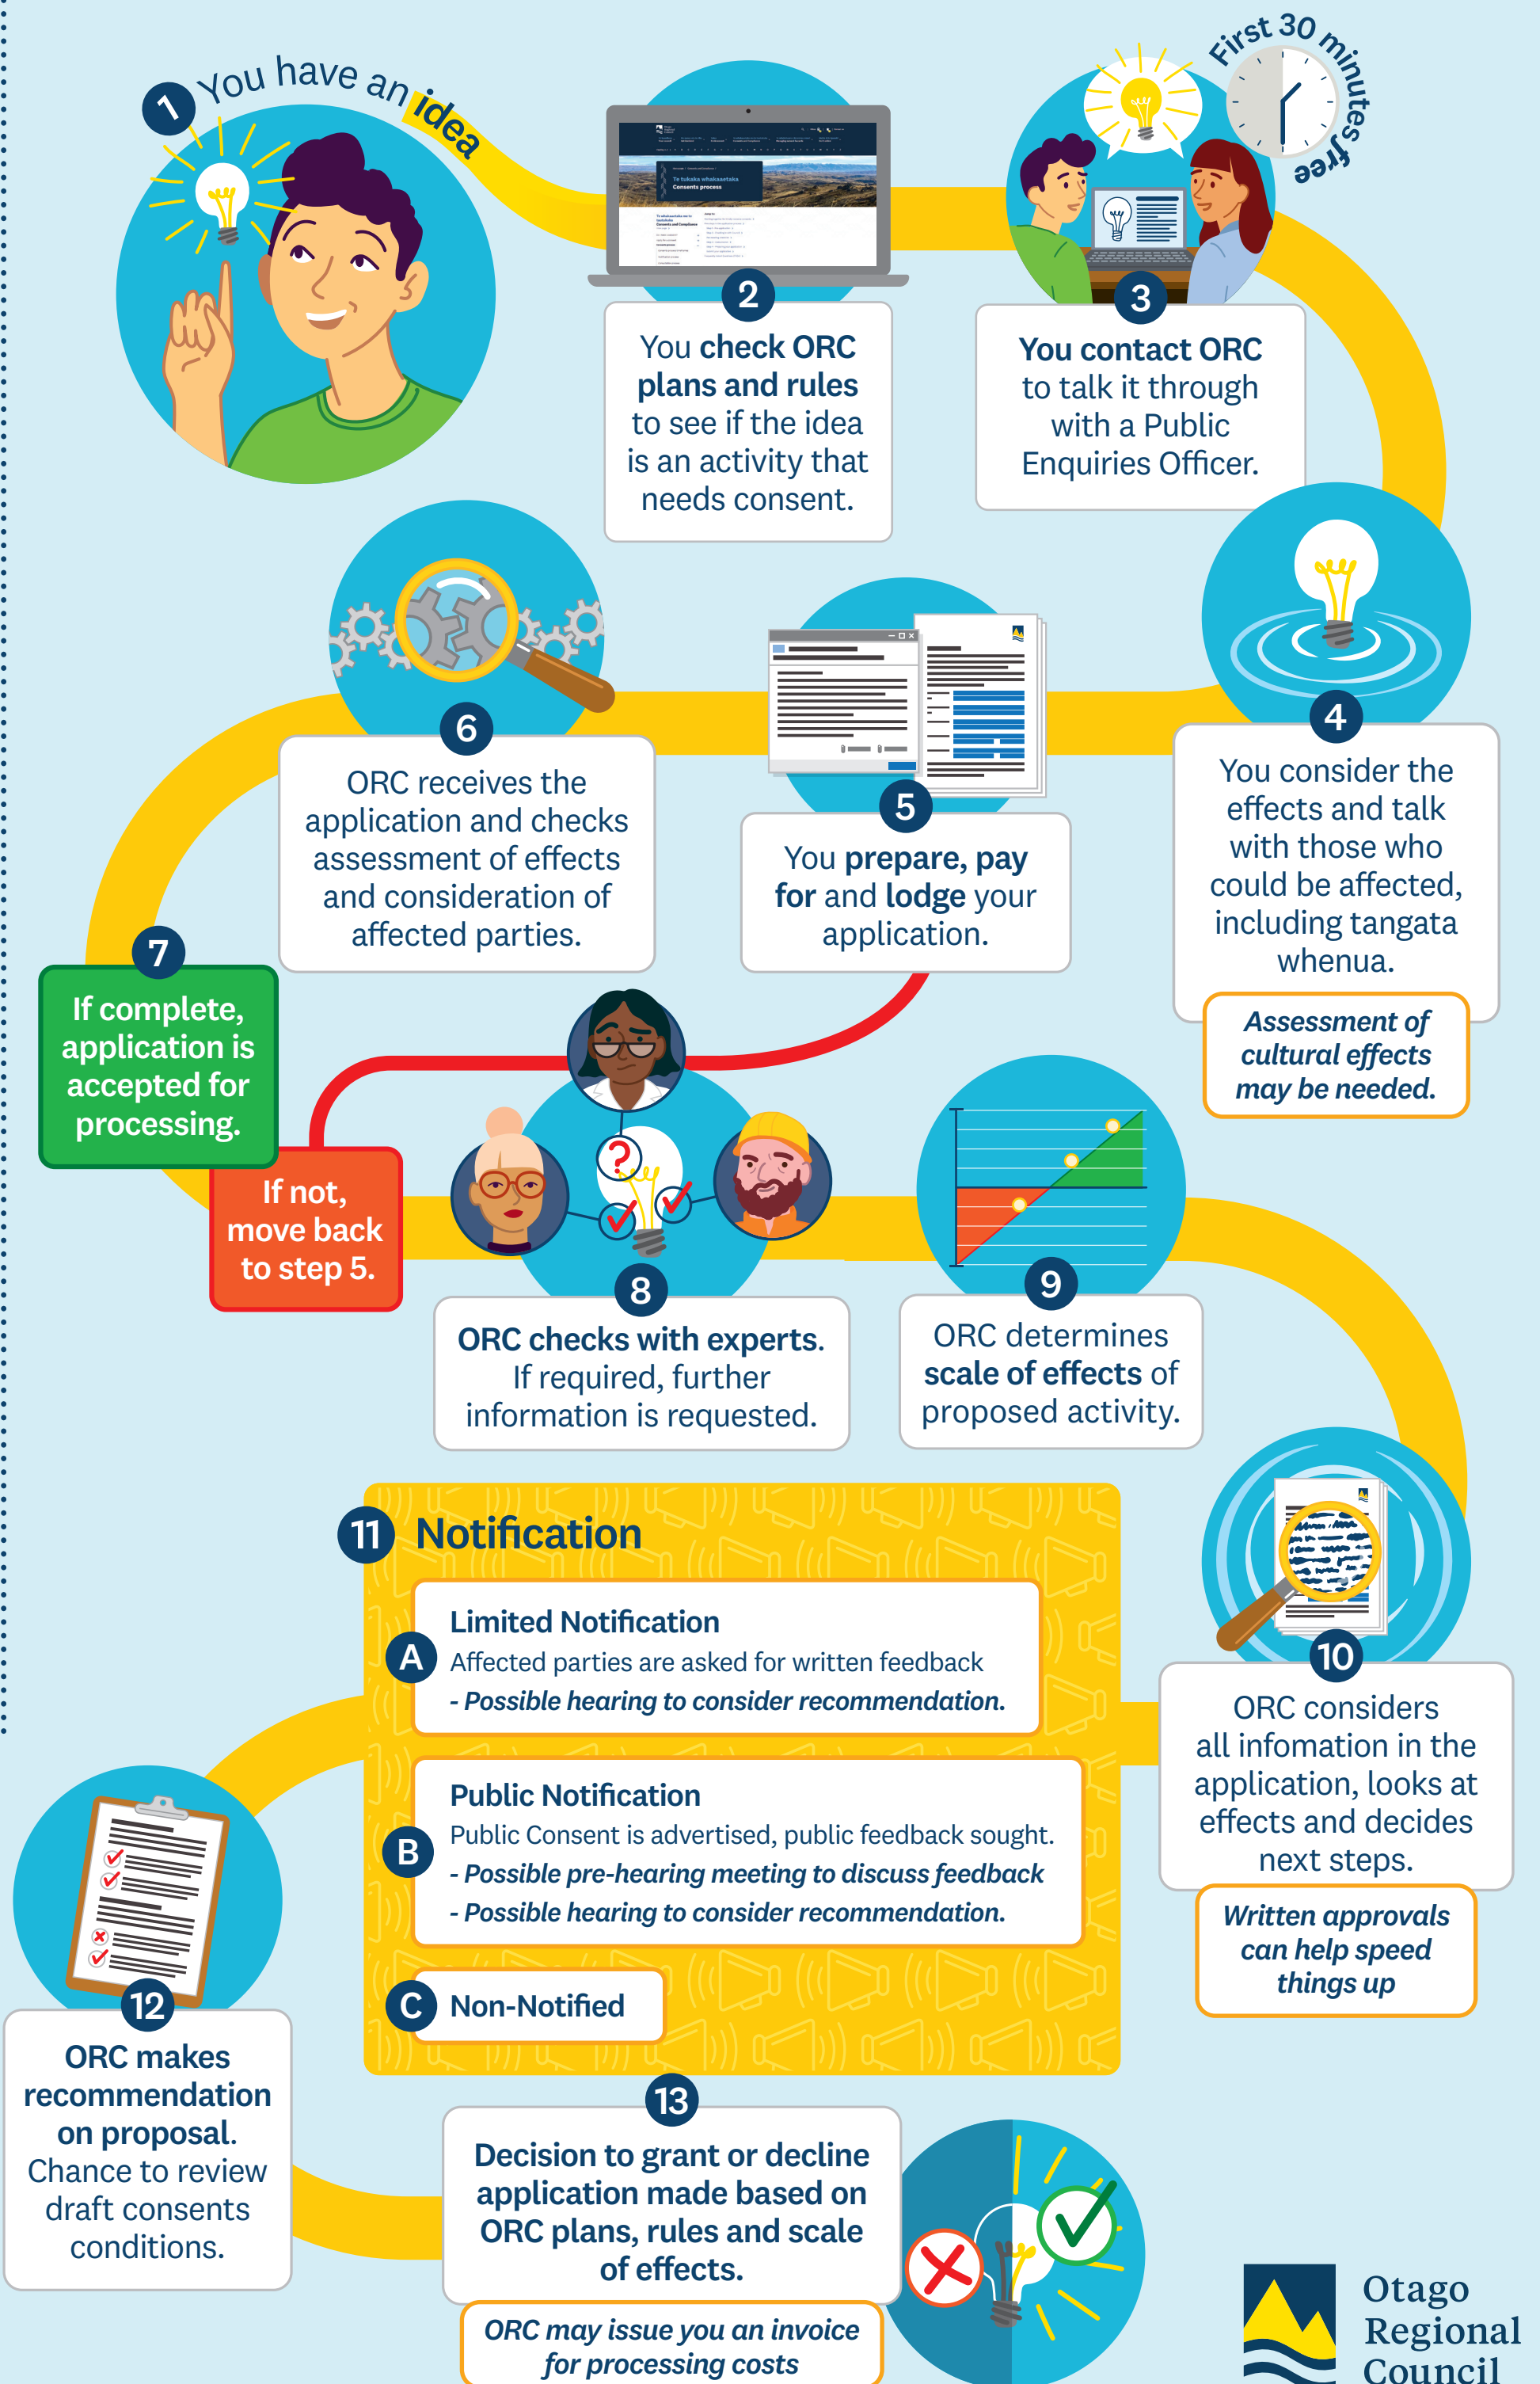 1 You have an idea
First 30 minutes free
Te tukaka whakaaetaka
Consents process
2
You check ORC
plans and rules
to see if the idea
is an activity that
needs consent.
3
You contact ORC
to talk it through
with a Public
Enquiries Officer.
4
You consider the
effects and talk
with those who
could be affected,
including tangata
whenua.
Assessment of
cultural effects
may be needed.
5
You prepare, pay
for and lodge your
application.
6
ORC receives the
application and checks
assessment of effects
and consideration of
affected parties.
7
If complete,
application is
accepted for
processing.
If not,
move back
to step 5.
?
8
ORC checks with experts.
If required, further
information is requested.
9
ORC determines
scale of effects of
proposed activity.
10
ORC considers
all infomation in the
application, looks at
effects and decides
next steps.
Written approvals
can help speed
things up
11 Notification
A
Limited Notification
Affected parties are asked for written feedback
- Possible hearing to consider recommendation.
B
Public Notification
Public Consent is advertised, public feedback sought.
- Possible pre-hearing meeting to discuss feedback
- Possible hearing to consider recommendation.
C Non-Notified
12
ORC makes
recommendation
on proposal.
Chance to review
draft consents
conditions.
13
Decision to grant or decline
application made based on
ORC plans, rules and scale
of effects.
ORC may issue you an invoice
for processing costs
Otago
Regional
Council